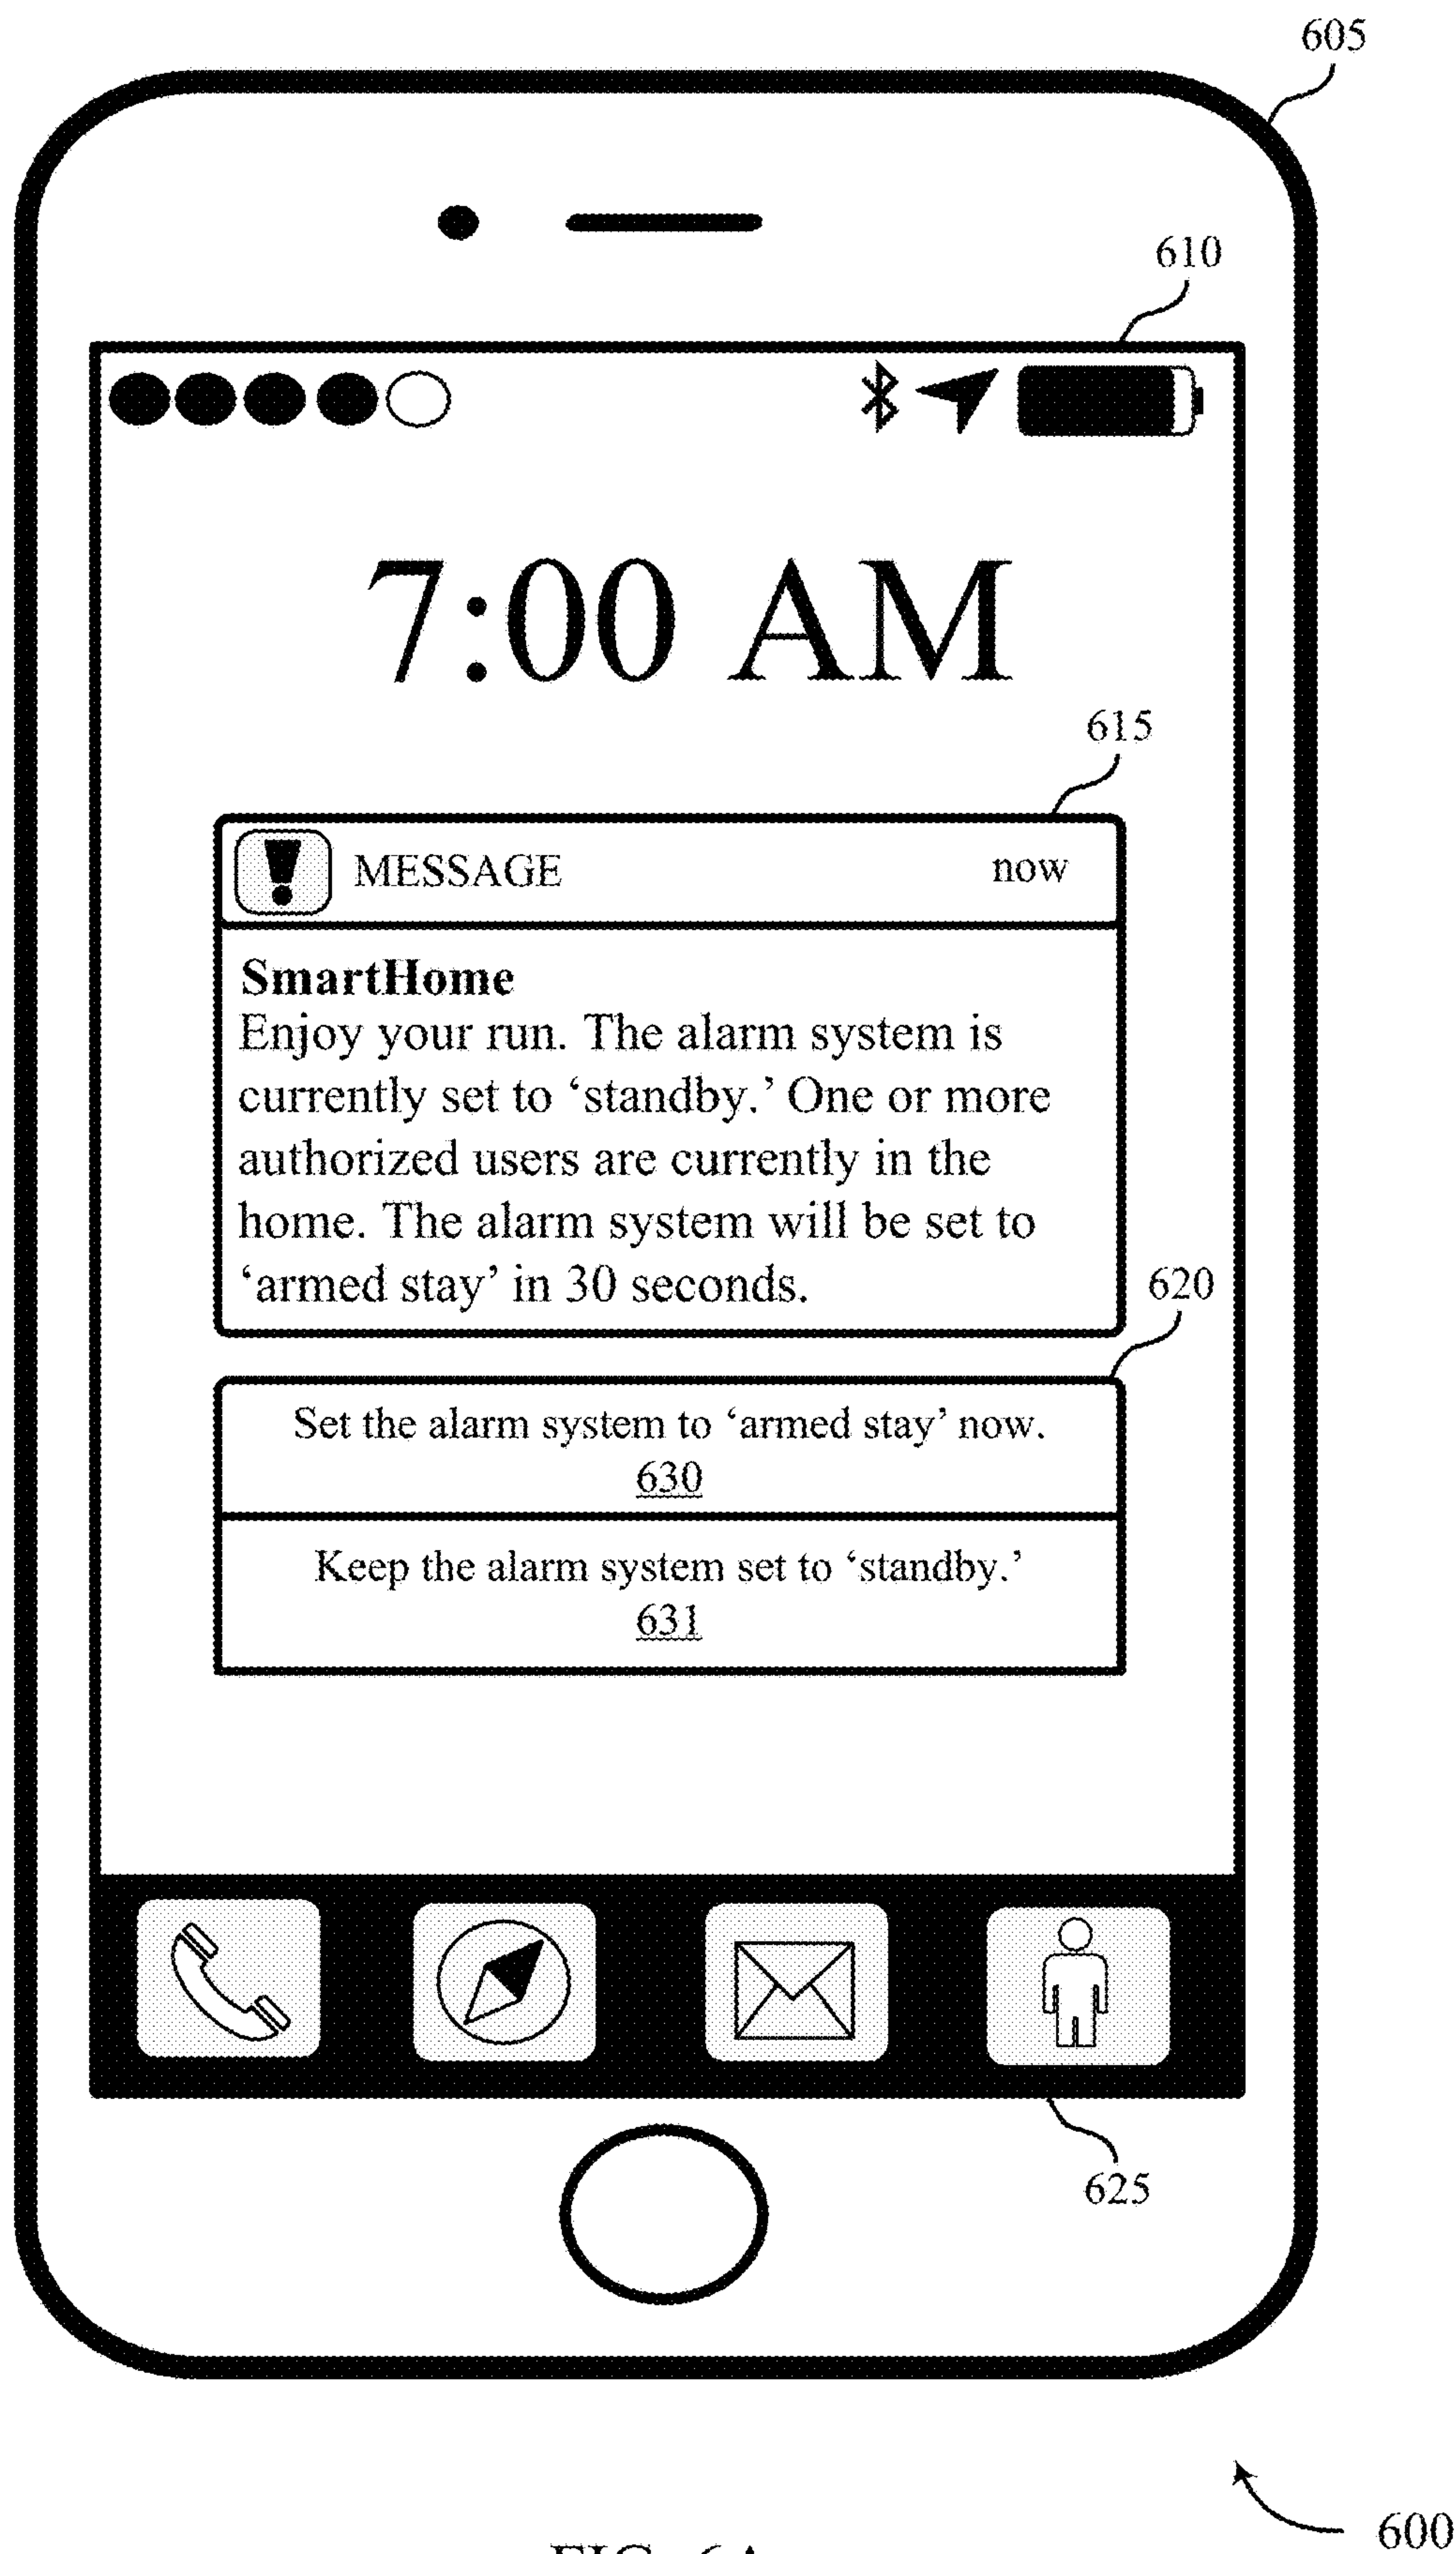 605
610
7:00 AM
615
MESSAGE now
SmartHome
Enjoy your run. The alarm system is
currently set to ‘standby.’ One or more
authorized users are currently in the
home. The alarm system will be set to
‘armed stay’ in 30 seconds.
620
Set the alarm system to ‘armed stay’ now.
630
Keep the alarm system set to ‘standby.’
631
625
600